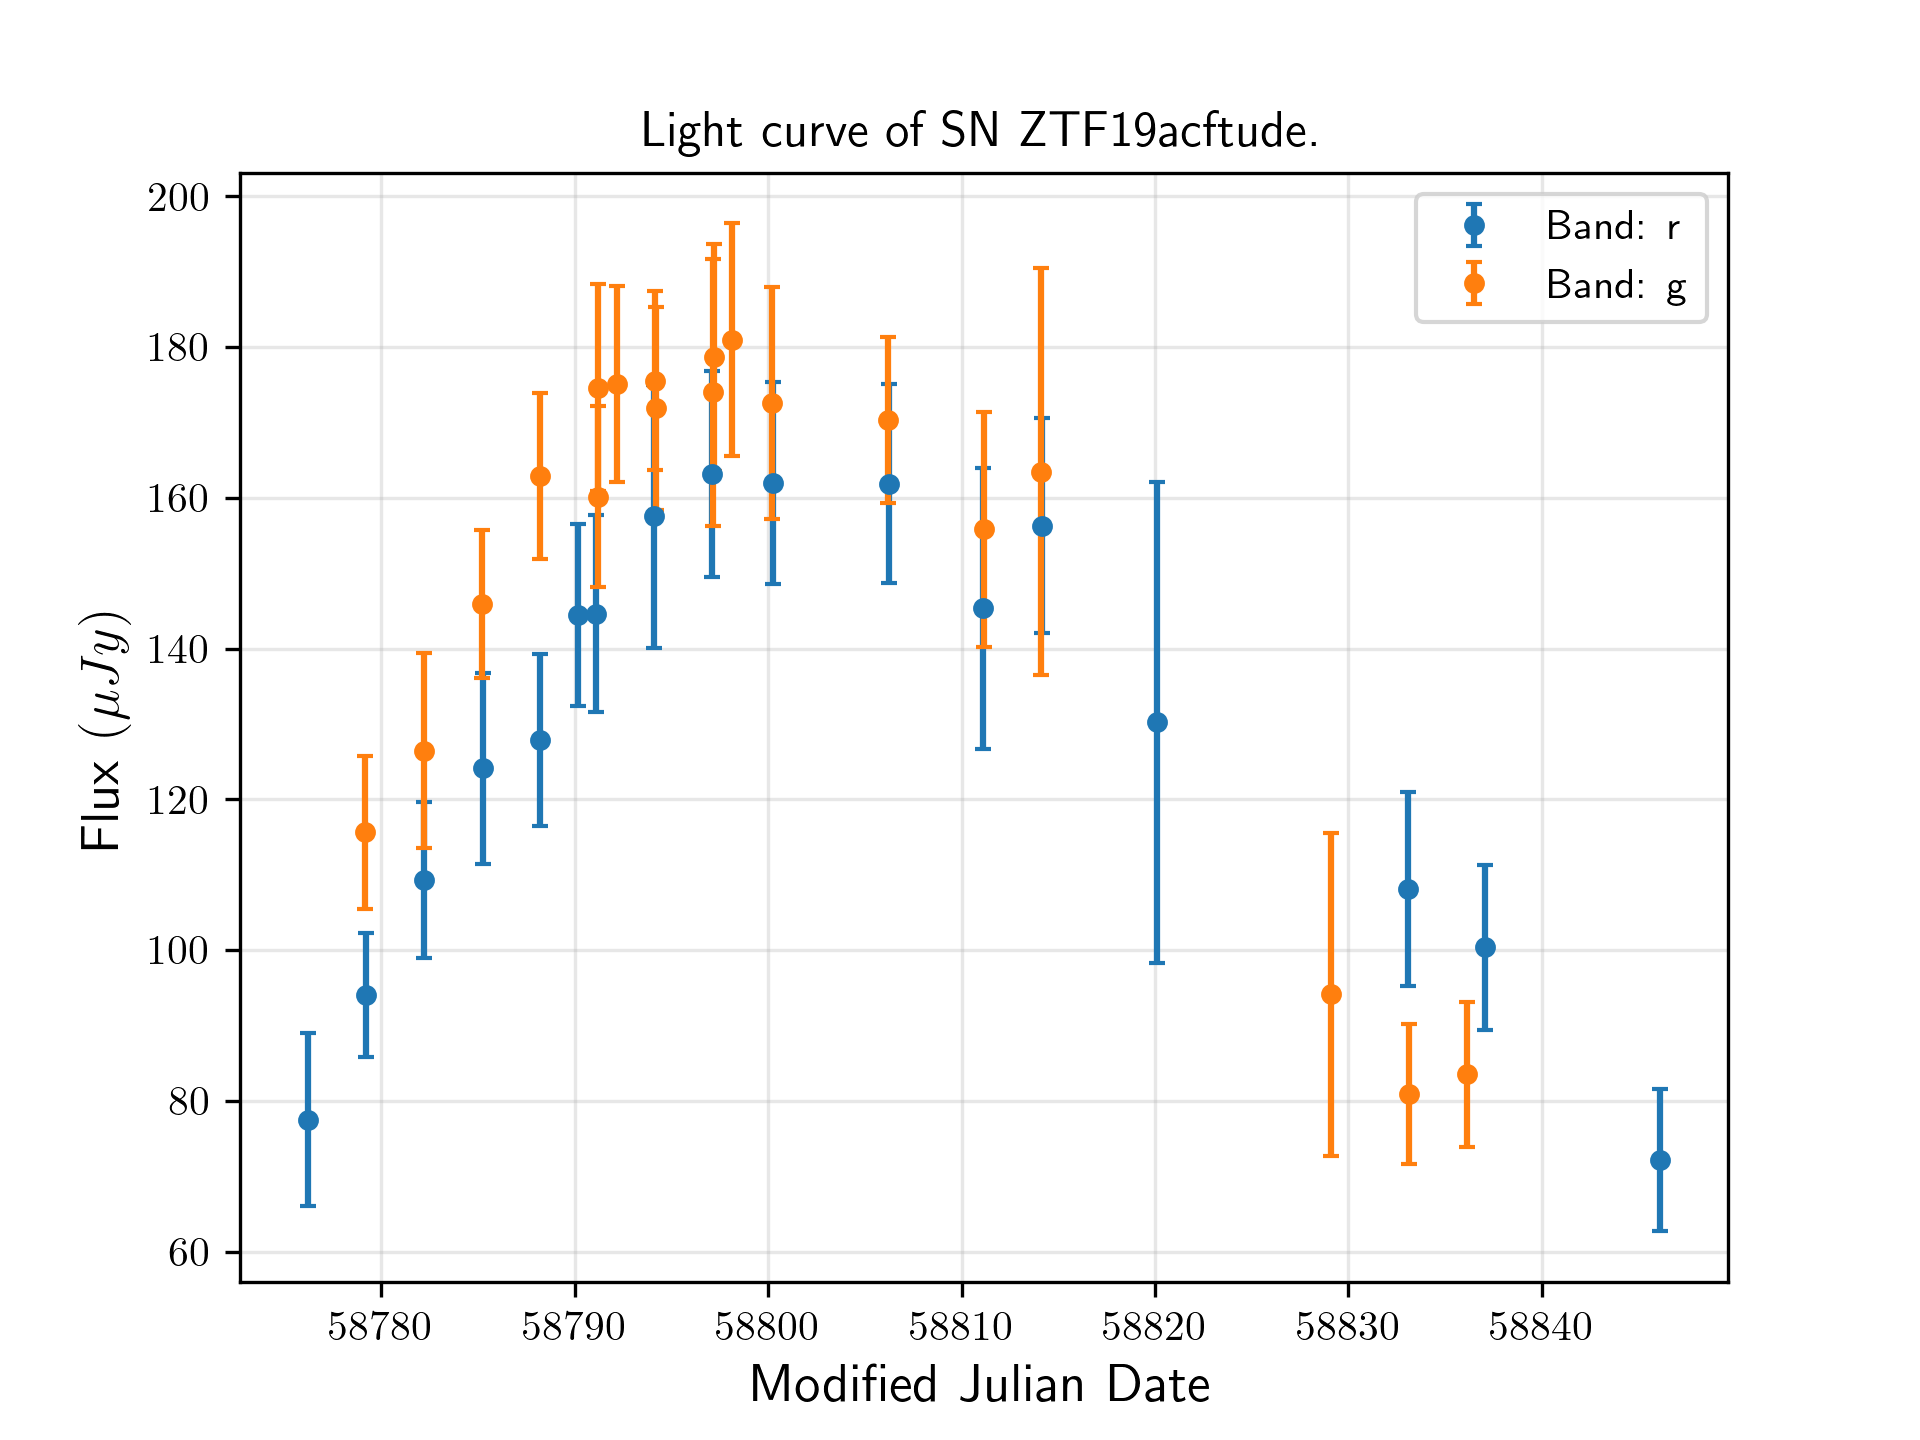 Light curve of SN ZTF19acftude.
Band: r
Band: g
200
180
160
140
120
100
80
60
Flux (μJy)
58780 58790 58800 58810 58820 58830 58840
Modified Julian Date